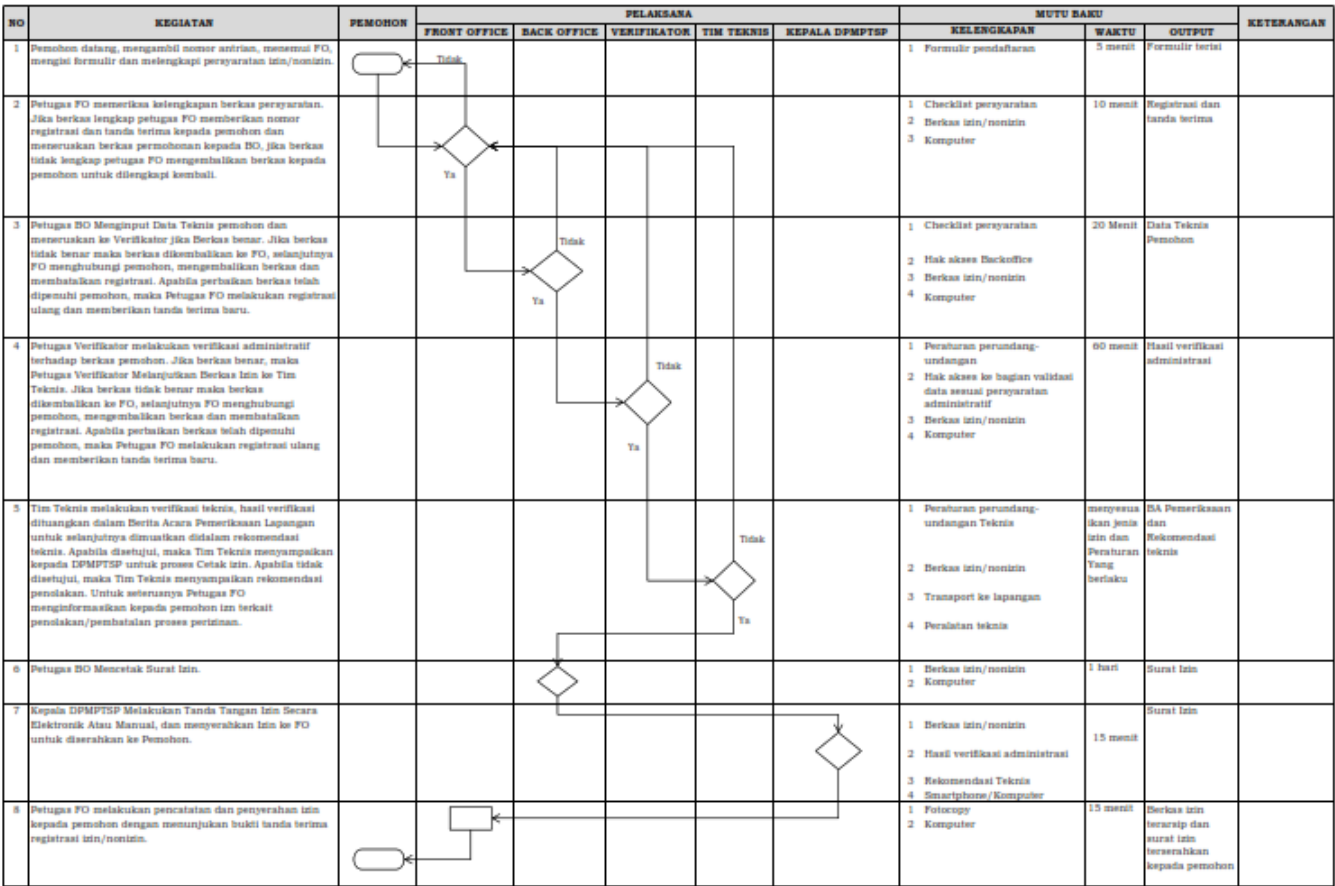 NO KEGIATAN PEMOHON PELAKSANA MUTU BAKU KETERANGAN
FRONT OFFICE BACK OFFICE VERIFIKATOR TIM TEKNIS KEPALA DPMPTSP KELENGKAPAN WAKTU OUTPUT
1 Pemohon datang, mengambil nomor antrian, menemui FO,
mengisi formulir dan melengkapi persyaratan izin/nonizin.
Tidak
1 Formulir pendaftaran
5 menit
Formulir terisi
2 Petugas FO memeriksa kelengkapan berkas persyaratan.
Jika berkas lengkap petugas FO memberikan nomor
registrasi dan tanda terima kepada pemohon dan
meneruskan berkas permohonan kepada BO, jika berkas
tidak lengkap petugas FO mengembalikan berkas kepada
pemohon untuk dilengkapi kembali.
Ya
1 Checklist persyaratan
2 Berkas izin/nonizin
3 Komputer
10 menit
Registrasi dan
tanda terima
3 Petugas BO Menginput Data Teknis pemohon dan
meneruskan ke Verifikator jika Berkas benar. Jika berkas
tidak benar maka berkas dikembalikan ke FO, selanjutnya
FO menghubungi pemohon, mengembalikan berkas dan
membatalkan registrasi. Apabila perbaikan berkas telah
dipenuhi pemohon, maka Petugas FO melakukan registrasi
ulang dan memberikan tanda terima baru.
Tidak
Ya
1 Checklist persyaratan
2 Hak akses Backoffice
3 Berkas izin/nonizin
4 Komputer
20 Menit
Data Teknis
Pemohon
4 Petugas Verifikator melakukan verifikasi administratif
terhadap berkas pemohon. Jika berkas benar, maka
Petugas Verifikator Melanjutkan Berkas Izin ke Tim
Teknis. Jika berkas tidak benar maka berkas
dikembalikan ke FO, selanjutnya FO menghubungi
pemohon, mengembalikan berkas dan membatalkan
registrasi. Apabila perbaikan berkas telah dipenuhi
pemohon, maka Petugas FO melakukan registrasi ulang
dan memberikan tanda terima baru.
Tidak
Ya
1 Peraturan perundang-
undangan
2 Hak akses ke bagian validasi
data sesuai persyaratan
administratif
3 Berkas izin/nonizin
4 Komputer
60 menit
Hasil verifikasi
administrasi
5 Tim Teknis melakukan verifikasi teknis, hasil verifikasi
dituangkan dalam Berita Acara Pemeriksaan Lapangan
untuk selanjutnya dimuatkan didalam rekomendasi
teknis. Apabila disetujui, maka Tim Teknis menyampaikan
kepada DPMPTSP untuk proses Cetak izin. Apabila tidak
disetujui, maka Tim Teknis menyampaikan rekomendasi
penolakan. Untuk seterusnya Petugas FO
menginformasikan kepada pemohon izn terkait
penolakan/pembatalan proses perizinan.
Tidak
Ya
1 Peraturan perundang-
undangan Teknis
2 Berkas izin/nonizin
3 Transport ke lapangan
4 Peralatan teknis
menyesua
ikan jenis
izin dan
Peraturan
Yang
berlaku
BA Pemeriksaan
dan
Rekomendasi
teknis
6 Petugas BO Mencetak Surat Izin.
1 Berkas izin/nonizin
2 Komputer
1 hari
Surat Izin
7 Kepala DPMPTSP Melakukan Tanda Tangan Izin Secara
Elektronik Atau Manual, dan menyerahkan Izin ke FO
untuk diserahkan ke Pemohon.
1 Berkas izin/nonizin
2 Hasil verifikasi administrasi
3 Rekomendasi Teknis
4 Smartphone/Komputer
15 menit
Surat Izin
8 Petugas FO melakukan pencatatan dan penyerahan izin
kepada pemohon dengan menunjukan bukti tanda terima
registrasi izin/nonizin.
1 Fotocopy
2 Komputer
15 menit
Berkas izin
terarsip dan
surat izin
terserahkan
kepada pemohon